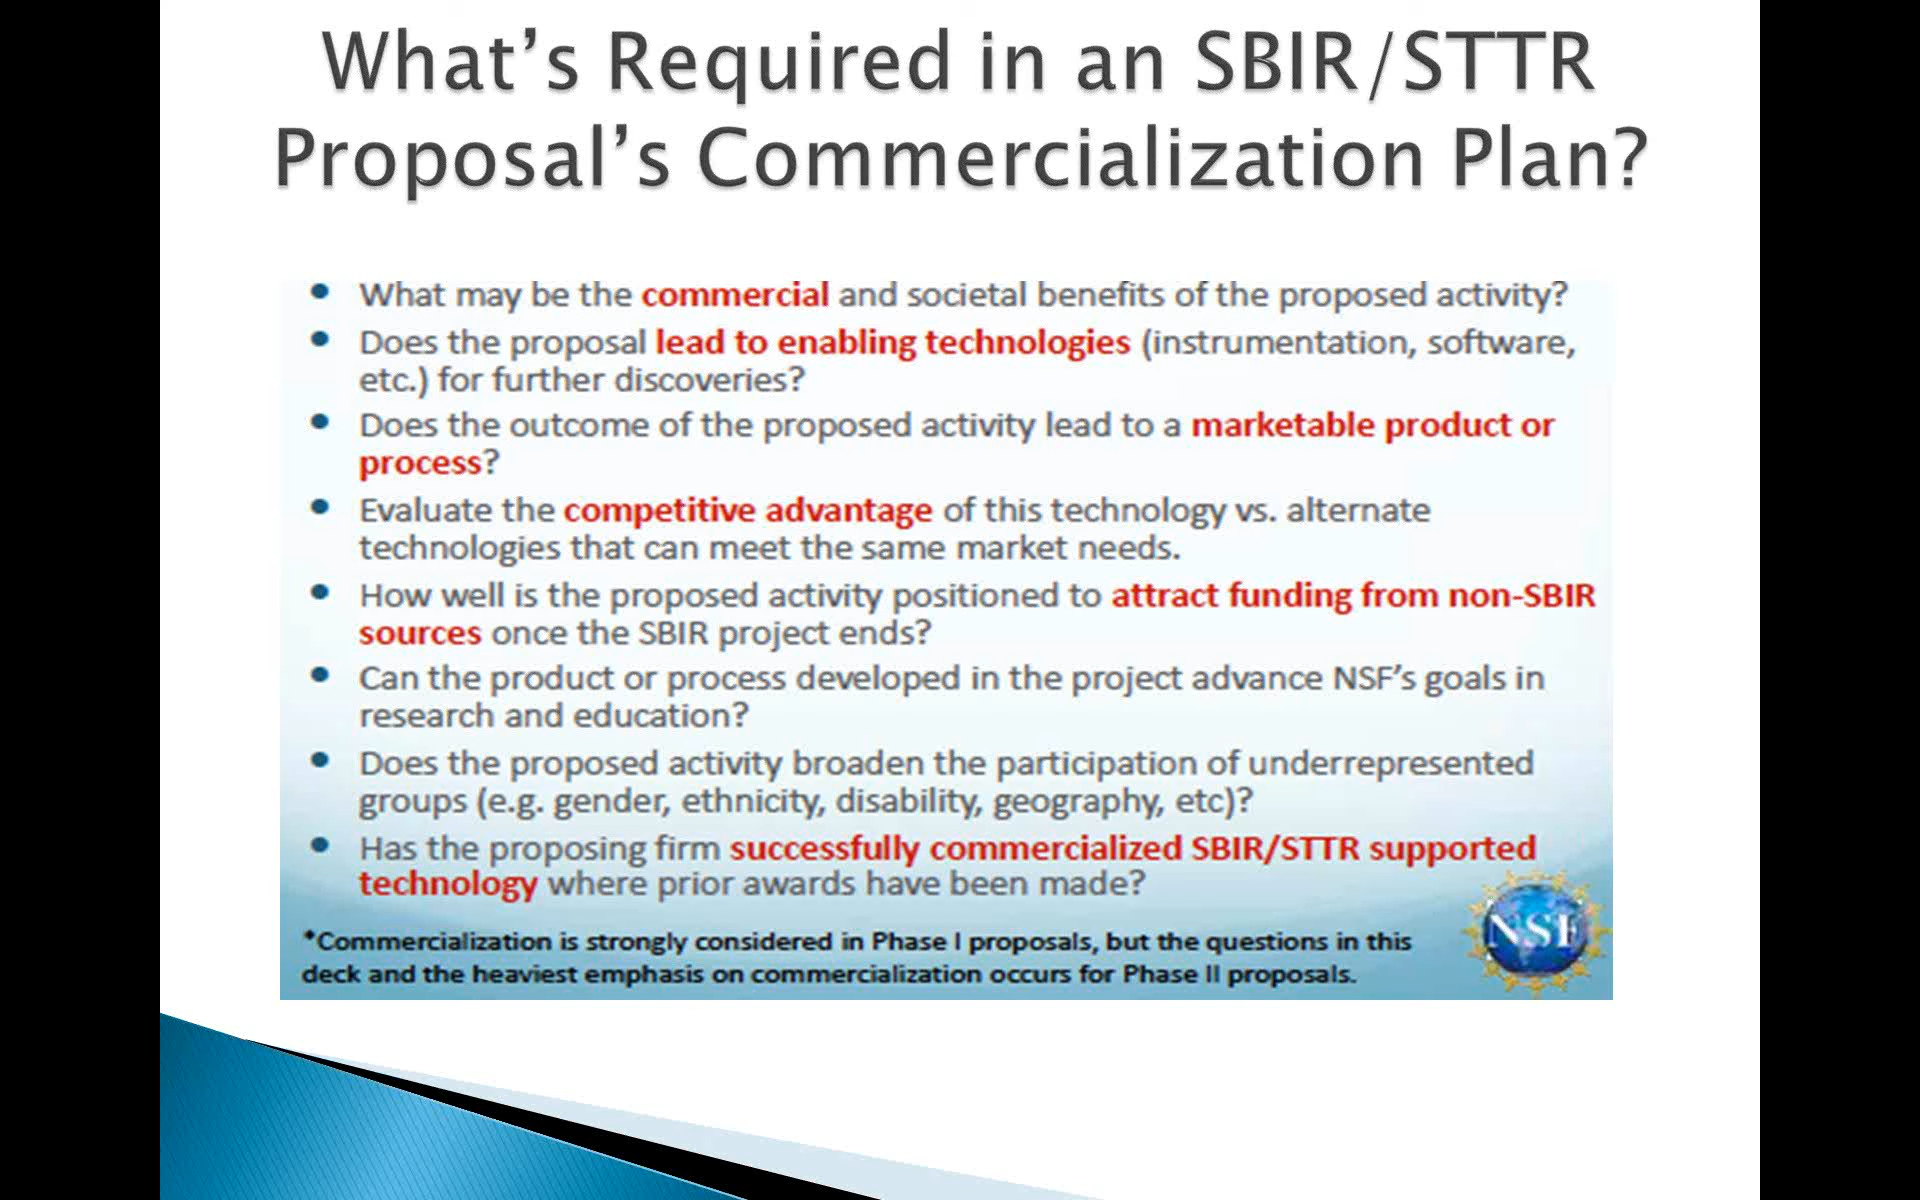 What’s Required in an SBIR/STTR
Proposal’s Commercialization Plan?
• What may be the commercial and societal benefits of the proposed activity?
• Does the proposal lead to enabling technologies (instrumentation, software,
etc.) for further discoveries?
• Does the outcome of the proposed activity lead to a marketable product or
process?
• Evaluate the competitive advantage of this technology vs. alternate
technologies that can meet the same market needs.
• How well is the proposed activity positioned to attract funding from non-SBIR
sources once the SBIR project ends?
• Can the product or process developed in the project advance NSF’s goals in
research and education?
• Does the proposed activity broaden the participation of underrepresented
groups (e.g. gender, ethnicity, disability, geography, etc)?
• Has the proposing firm successfully commercialized SBIR/STTR supported
technology where prior awards have been made?
*Commercialization is strongly considered in Phase I proposals, but the questions in this
deck and the heaviest emphasis on commercialization occurs for Phase II proposals.
NSF